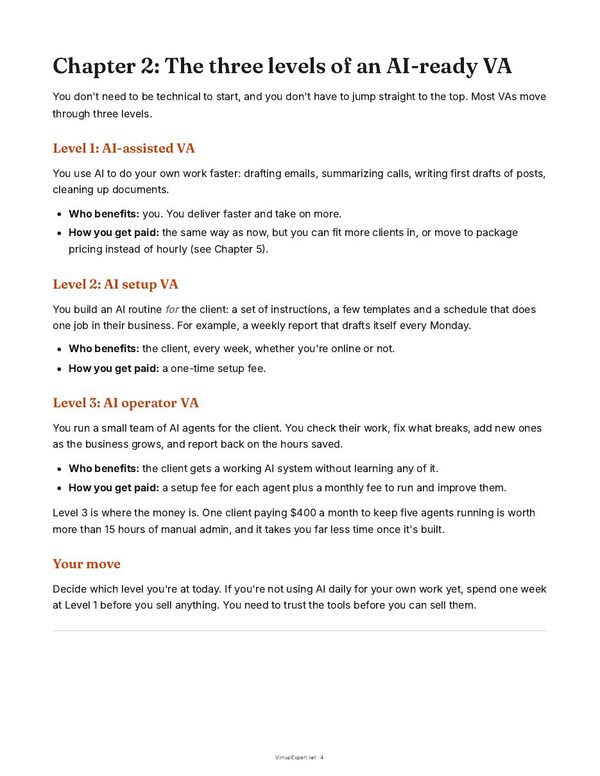 Chapter 2: The three levels of an AI-ready VA
You don't need to be technical to start, and you don't have to jump straight to the top. Most VAs move
through three levels.
Level 1: AI-assisted VA
You use AI to do your own work faster: drafting emails, summarizing calls, writing first drafts of posts,
cleaning up documents.
• Who benefits: you. You deliver faster and take on more.
• How you get paid: the same way as now, but you can fit more clients in, or move to package
pricing instead of hourly (see Chapter 5).
Level 2: AI setup VA
You build an AI routine for the client: a set of instructions, a few templates and a schedule that does
one job in their business. For example, a weekly report that drafts itself every Monday.
• Who benefits: the client, every week, whether you're online or not.
• How you get paid: a one-time setup fee.
Level 3: AI operator VA
You run a small team of AI agents for the client. You check their work, fix what breaks, add new ones
as the business grows, and report back on the hours saved.
• Who benefits: the client gets a working AI system without learning any of it.
• How you get paid: a setup fee for each agent plus a monthly fee to run and improve them.
Level 3 is where the money is. One client paying $400 a month to keep five agents running is worth
more than 15 hours of manual admin, and it takes you far less time once it's built.
Your move
Decide which level you're at today. If you're not using AI daily for your own work yet, spend one week
at Level 1 before you sell anything. You need to trust the tools before you can sell them.
VirtualExpert.net · 4